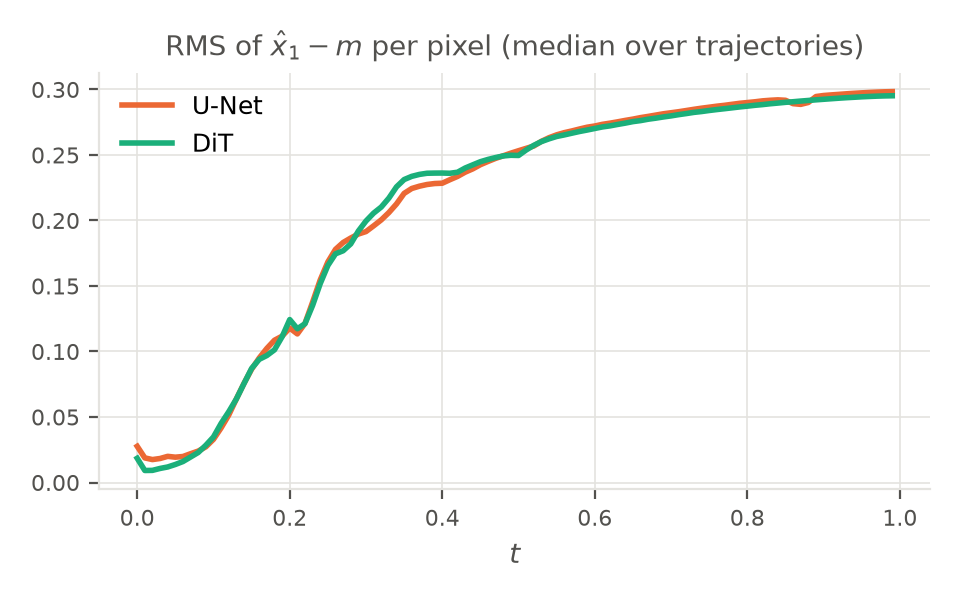 RMS of x̂₁ − m per pixel (median over trajectories)
0.30
0.25
0.20
0.15
0.10
0.05
0.00
U-Net
DiT
0.0 0.2 0.4 0.6 0.8 1.0
t